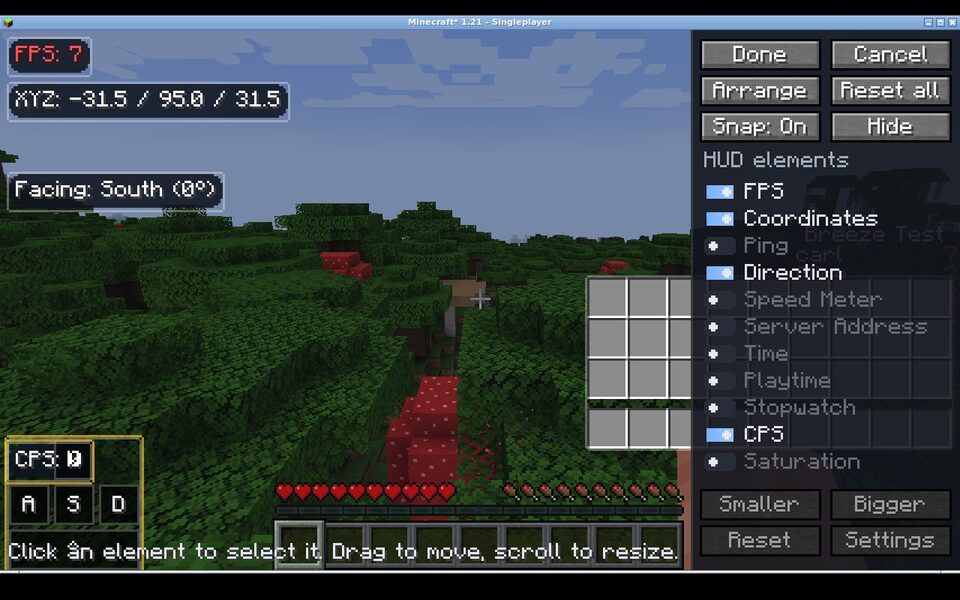 Minecraft* 1.21 - Singleplayer
FPS: 7
XYZ: -31.5 / 95.0 / 31.5
Facing: South (0°)
CPS: 0
A S D
Click an element to select it. Drag to move, scroll to resize.
Done Cancel
Arrange Reset all
Snap: On Hide
HUD elements
FPS
Coordinates
Ping
Direction
Speed Meter
Server Address
Time
Playtime
Stopwatch
CPS
Saturation
Breeze Test
carl
Smaller Bigger
Reset Settings